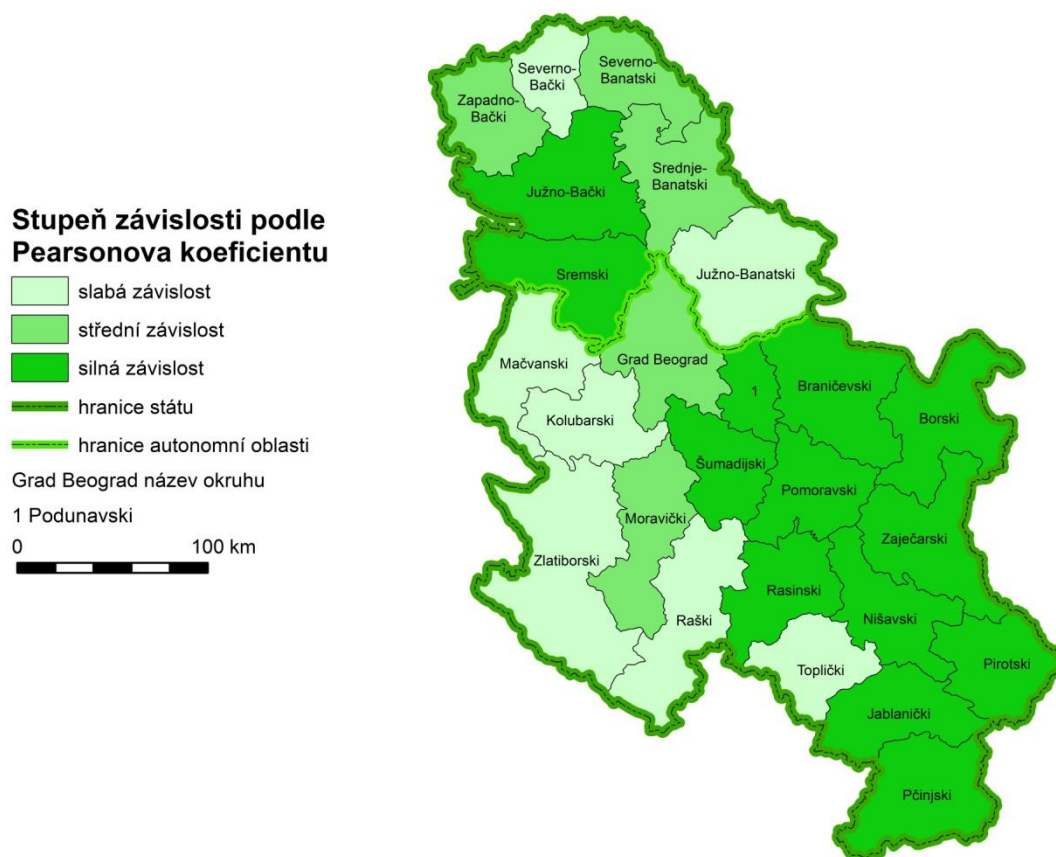 Stupeň závislosti podle
Pearsonova koeficientu
slabá závislost
střední závislost
silná závislost
hranice státu
hranice autonomní oblasti
Grad Beograd název okruhu
1 Podunavski
0 100 km
Severno-
Bački
Severno-
Banatski
Zapadno-
Bački
Srednje-
Banatski
Južno-Bački
Sremski
Južno-Banatski
Mačvanski
Grad Beograd
1
Braničevski
Borski
Kolubarski
Šumadijski
Pomoravski
Moravički
Zaječarski
Zlatiborski
Rasinski
Raški
Nišavski
Toplički
Pirotski
Jablanički
Pčinjski